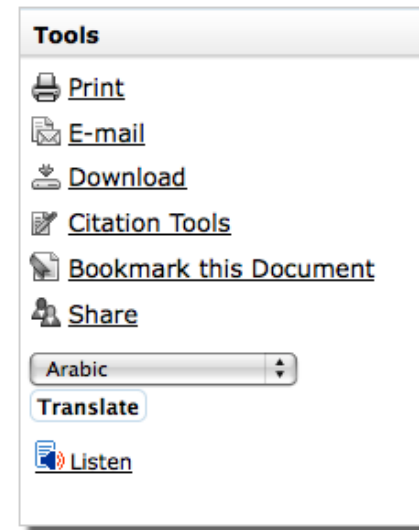 Tools
Print
E-mail
Download
Citation Tools
Bookmark this Document
Share
Arabic
Translate
Listen